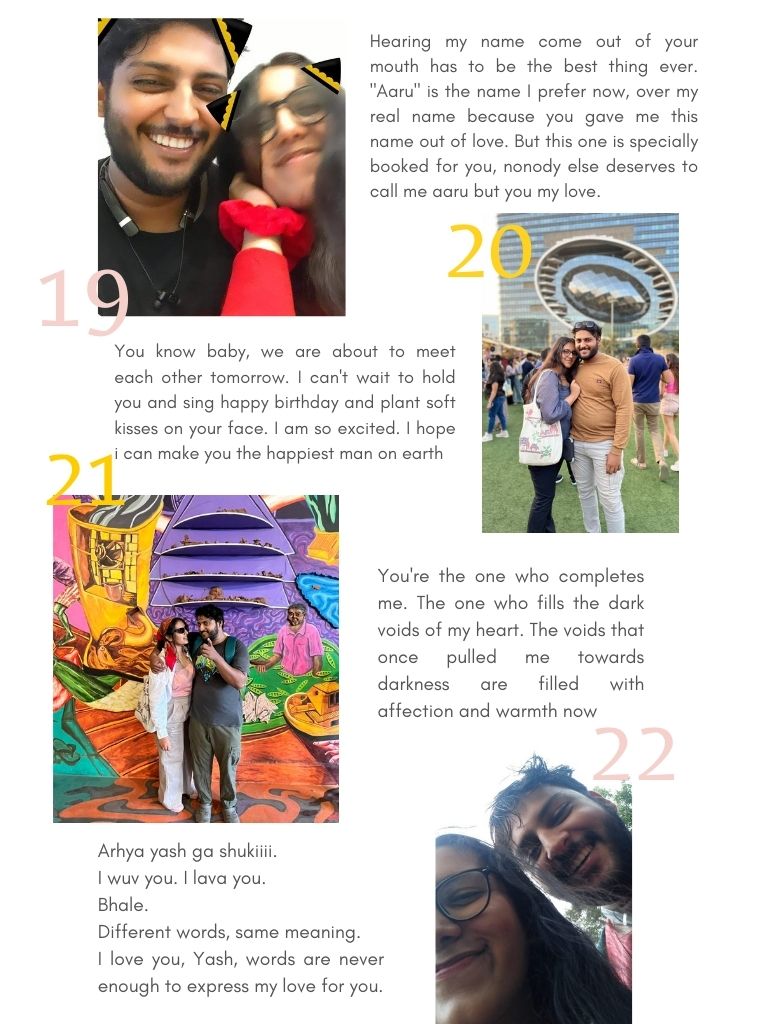 Hearing my name come out of your
mouth has to be the best thing ever.
"Aaru" is the name I prefer now, over my
real name because you gave me this
name out of love. But this one is specially
booked for you, nonody else deserves to
call me aaru but you my love.
19
20
You know baby, we are about to meet
each other tomorrow. I can't wait to hold
you and sing happy birthday and plant soft
kisses on your face. I am so excited. I hope
i can make you the happiest man on earth
21
You're the one who completes
me. The one who fills the dark
voids of my heart. The voids that
once pulled me towards
darkness are filled with
affection and warmth now
22
Arhya yash ga shukiiii.
I wuv you. I lava you.
Bhale.
Different words, same meaning.
I love you, Yash, words are never
enough to express my love for you.